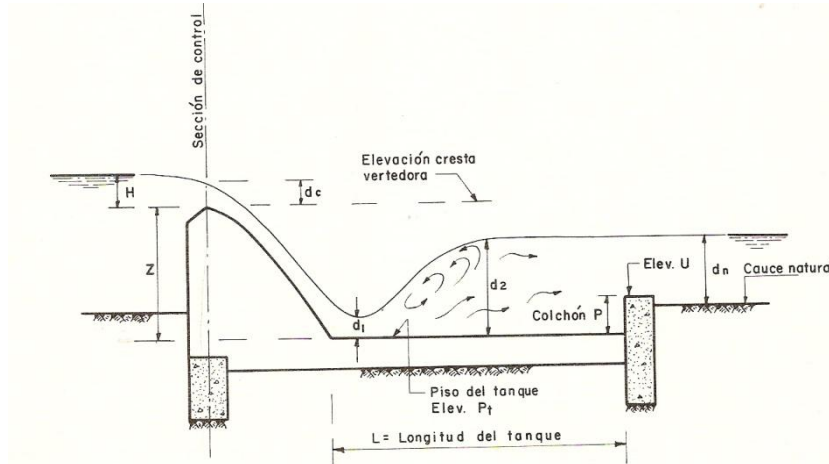 Sección de control
Elevación cresta
vertedora
H
dc
Z
d1
d2
Elev. U
dn
Cauce natura
Colchón P
Piso del tanque
Elev. Pt
L= Longitud del tanque